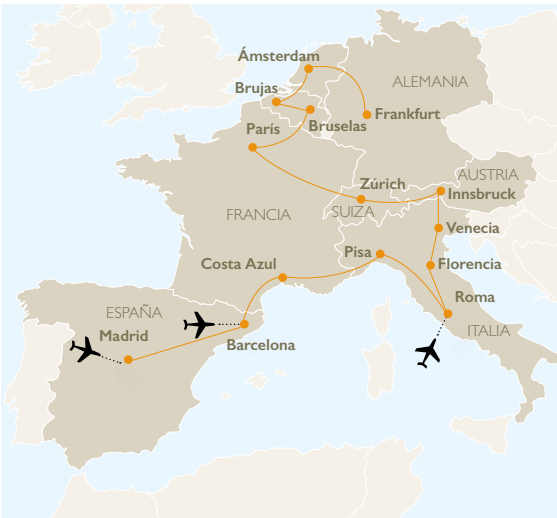 Ámsterdam
ALEMANIA
Brujas
Frankfurt
París
Bruselas
AUSTRIA
Zúrich
Innsbruck
FRANCIA
SUIZA
Venecia
Pisa
Costa Azul
Florencia
Roma
ESPAÑA
ITALIA
Madrid
Barcelona